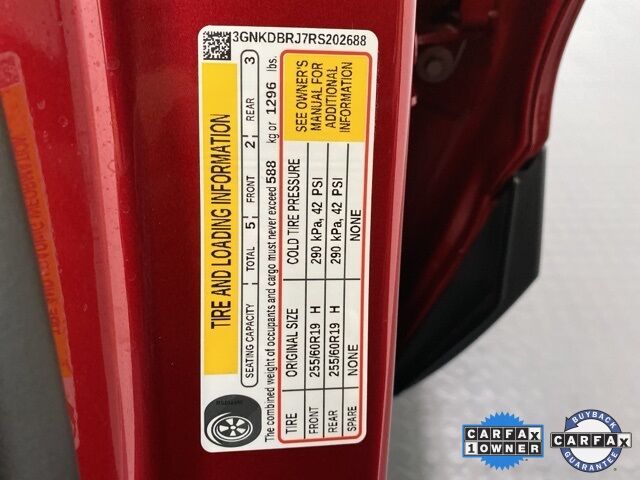 3GNKDBRJ7RS202688
TIRE AND LOADING INFORMATION
SEATING CAPACITY TOTAL 5 FRONT 2 REAR 3
The combined weight of occupants and cargo must never exceed 588 kg or 1296 lbs.
TIRE ORIGINAL SIZE COLD TIRE PRESSURE
FRONT 255/60R19 H 290 kPa, 42 PSI
REAR 255/60R19 H 290 kPa, 42 PSI
SPARE NONE NONE
SEE OWNER'S
MANUAL FOR
ADDITIONAL
INFORMATION
CARFAX
1 OWNER
BUYBACK
CARFAX
GUARANTEE